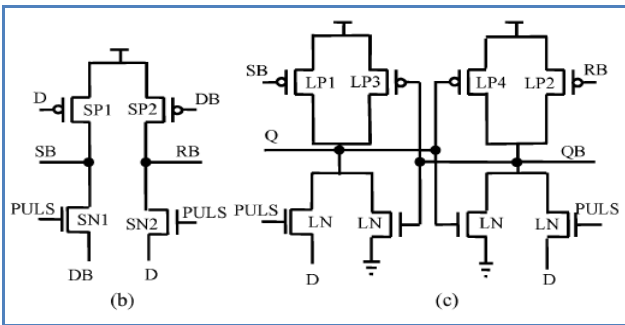 SB
LP1
LP3
LP4
LP2
RB
D
SP1
SP2
DB
Q
SB
RB
QB
PULS
SN1
SN2
PULS
PULS
LN
LN
LN
LN
PULS
DB
D
D
D
(b)
(c)